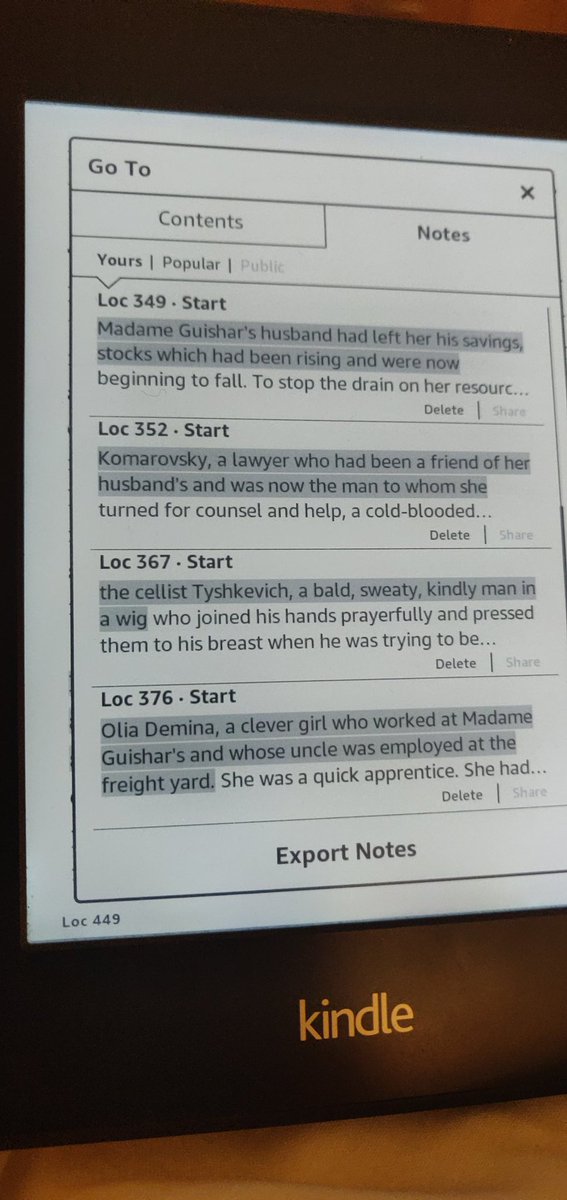 Go To
×
Contents
Notes
Yours | Popular | Public
Loc 349 · Start
Madame Guishar's husband had left her his savings,
stocks which had been rising and were now
beginning to fall. To stop the drain on her resourc...
Delete | Share
Loc 352 · Start
Komarovsky, a lawyer who had been a friend of her
husband's and was now the man to whom she
turned for counsel and help, a cold-blooded...
Delete | Share
Loc 367 · Start
the cellist Tyshkevich, a bald, sweaty, kindly man in
a wig who joined his hands prayerfully and pressed
them to his breast when he was trying to be...
Delete | Share
Loc 376 · Start
Olia Demina, a clever girl who worked at Madame
Guishar's and whose uncle was employed at the
freight yard. She was a quick apprentice. She had...
Delete | Share
Export Notes
Loc 449
kindle